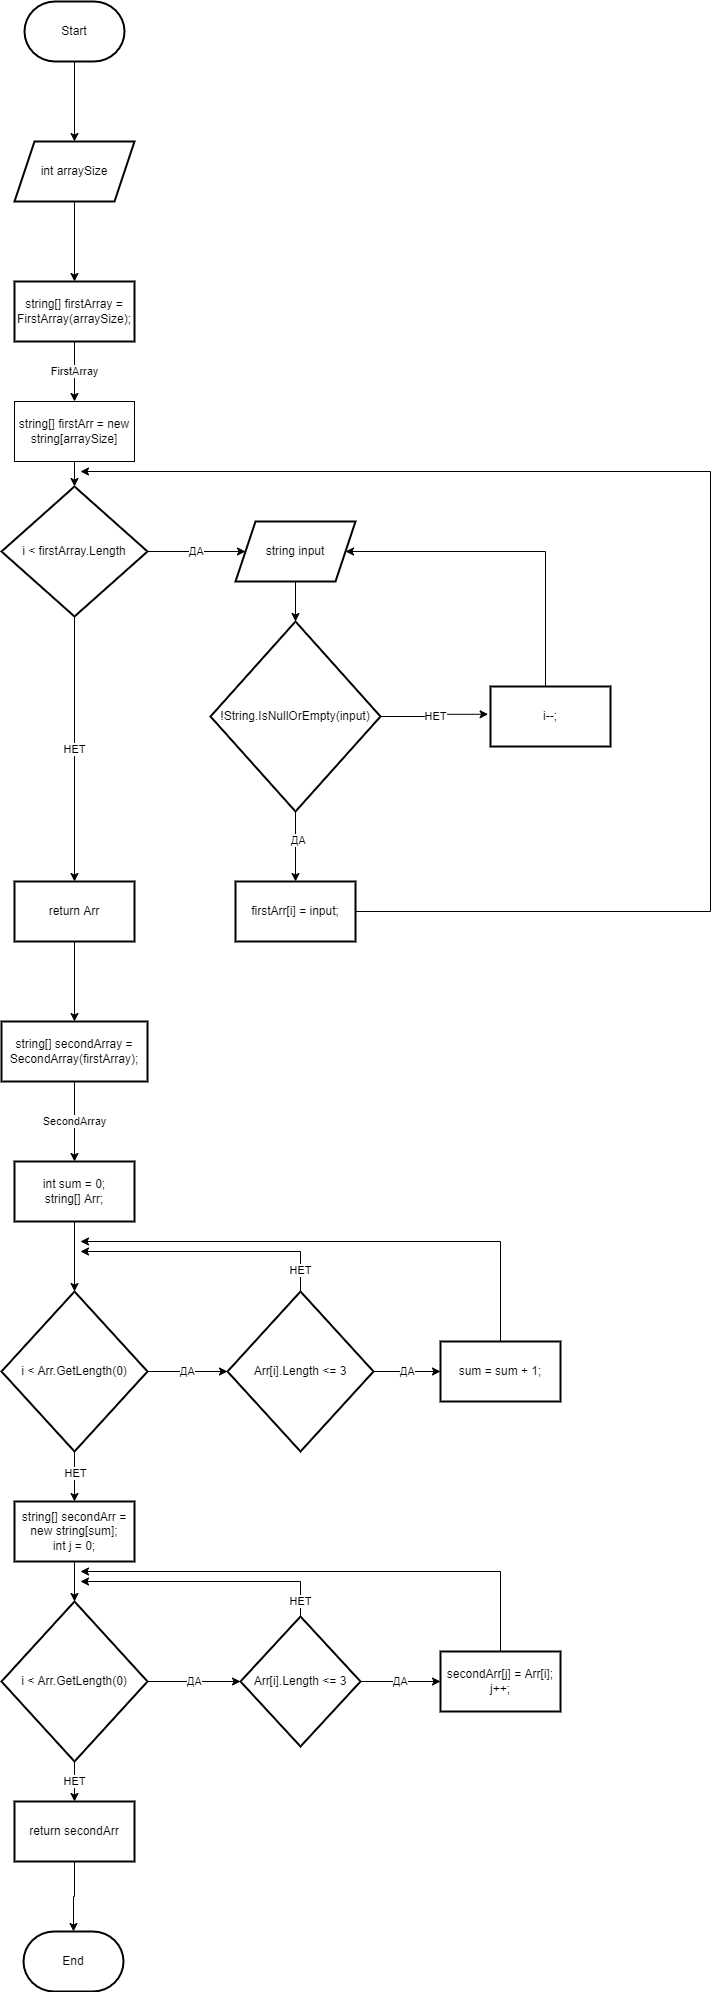 Start
int arraySize
string[] firstArray =
FirstArray(arraySize);
FirstArray
string[] firstArr = new
string[arraySize]
i < firstArray.Length
ДА
string input
!String.IsNullOrEmpty(input)
НЕТ
i--;
НЕТ
ДА
return Arr
firstArr[i] = input;
string[] secondArray =
SecondArray(firstArray);
SecondArray
int sum = 0;
string[] Arr;
НЕТ
i < Arr.GetLength(0)
ДА
Arr[i].Length <= 3
ДА
sum = sum + 1;
НЕТ
string[] secondArr =
new string[sum];
int j = 0;
НЕТ
i < Arr.GetLength(0)
ДА
Arr[i].Length <= 3
ДА
secondArr[j] = Arr[i];
j++;
НЕТ
return secondArr
End